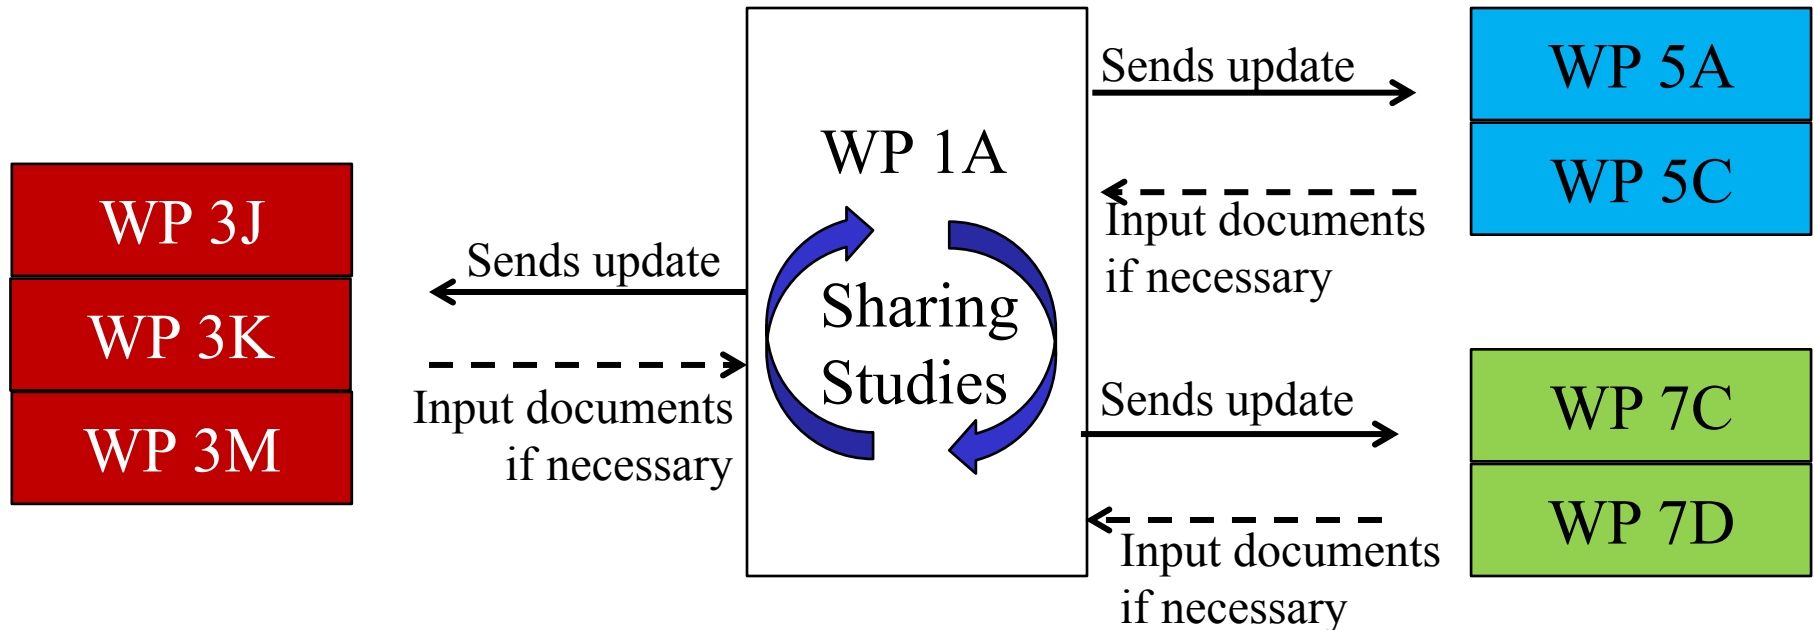 WP 3J
WP 3K
WP 3M
Sends update
Input documents
if necessary
WP 1A
Sharing
Studies
Sends update
Input documents
if necessary
Sends update
Input documents
if necessary
WP 5A
WP 5C
WP 7C
WP 7D